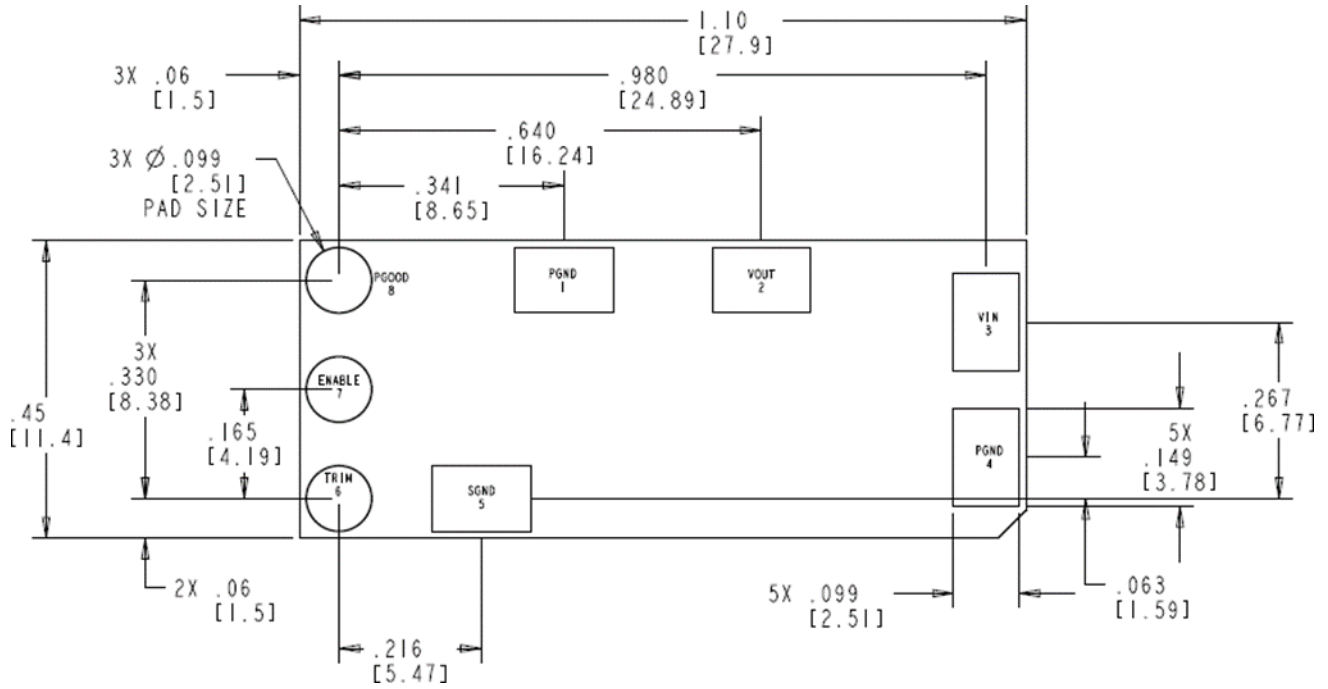 1.10
[27.9]
3X .06
[1.5]
.980
[24.89]
.640
[16.24]
3X Ø .099
[2.51]
PAD SIZE
.341
[8.65]
PGOOD
8
PGND
1
VOUT
2
VIN
3
3X
.330
[8.38]
ENABLE
7
.45
[11.4]
.165
[4.19]
.267
[6.77]
5X
.149
[3.78]
PGND
4
TRIM
6
SGND
5
2X .06
[1.5]
5X .099
[2.51]
.063
[1.59]
.216
[5.47]